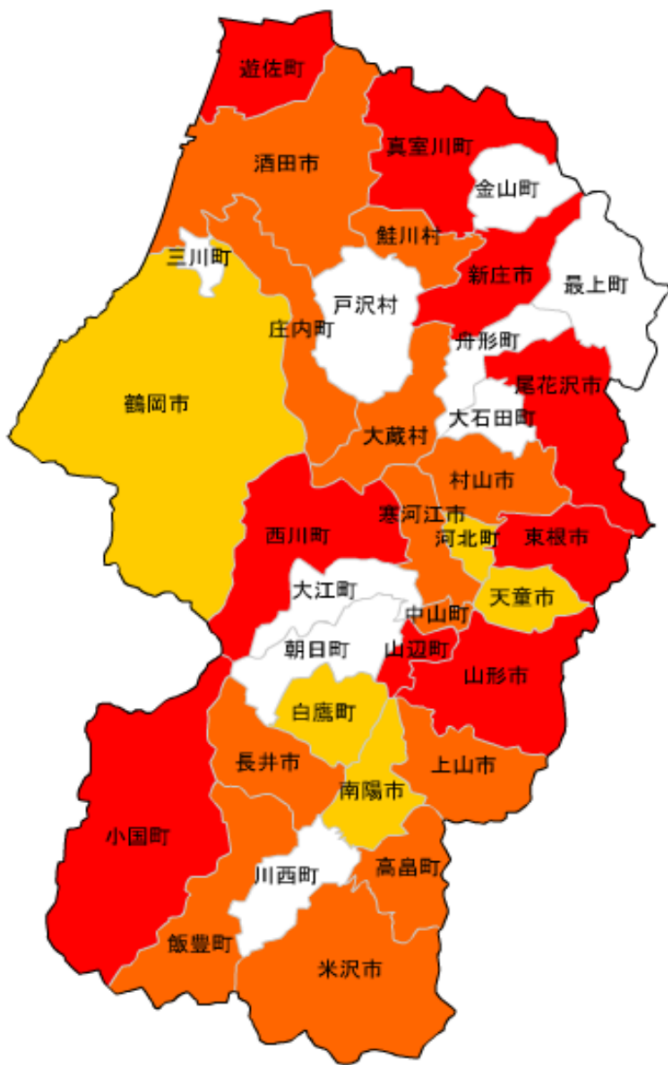 遊佐町
真室川町
酒田市
金山町
鮭川村
三川町
新庄市
最上町
戸沢村
庄内町
舟形町
尾花沢市
鶴岡市
大石田町
大蔵村
村山市
寒河江市
西川町
河北町
東根市
大江町
天童市
中山町
朝日町
山辺町
山形市
白鷹町
長井市
上山市
南陽市
小国町
高畠町
川西町
飯豊町
米沢市